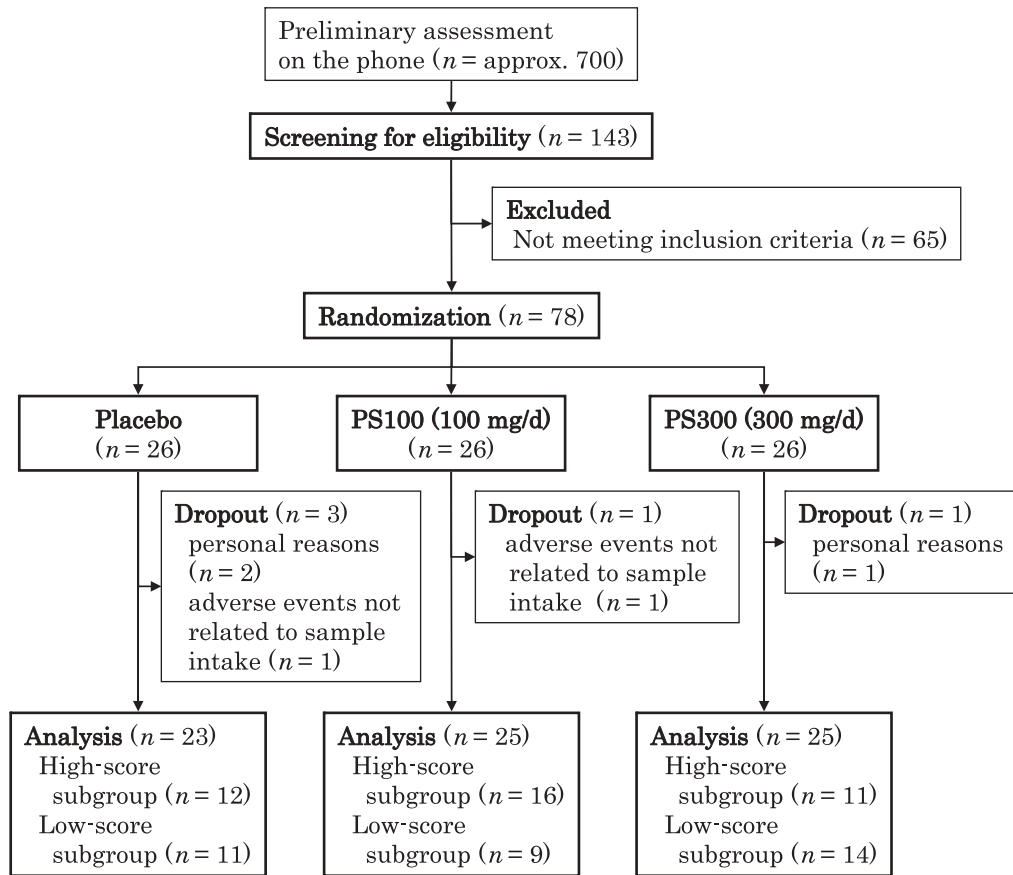 Preliminary assessment
on the phone (n = approx. 700)
Screening for eligibility (n = 143)
Excluded
Not meeting inclusion criteria (n = 65)
Randomization (n = 78)
Placebo
(n = 26)
PS100 (100 mg/d)
(n = 26)
PS300 (300 mg/d)
(n = 26)
Dropout (n = 3)
personal reasons
(n = 2)
adverse events not
related to sample
intake (n = 1)
Dropout (n = 1)
adverse events not
related to sample
intake (n = 1)
Dropout (n = 1)
personal reasons
(n = 1)
Analysis (n = 23)
High-score
subgroup (n = 12)
Low-score
subgroup (n = 11)
Analysis (n = 25)
High-score
subgroup (n = 16)
Low-score
subgroup (n = 9)
Analysis (n = 25)
High-score
subgroup (n = 11)
Low-score
subgroup (n = 14)